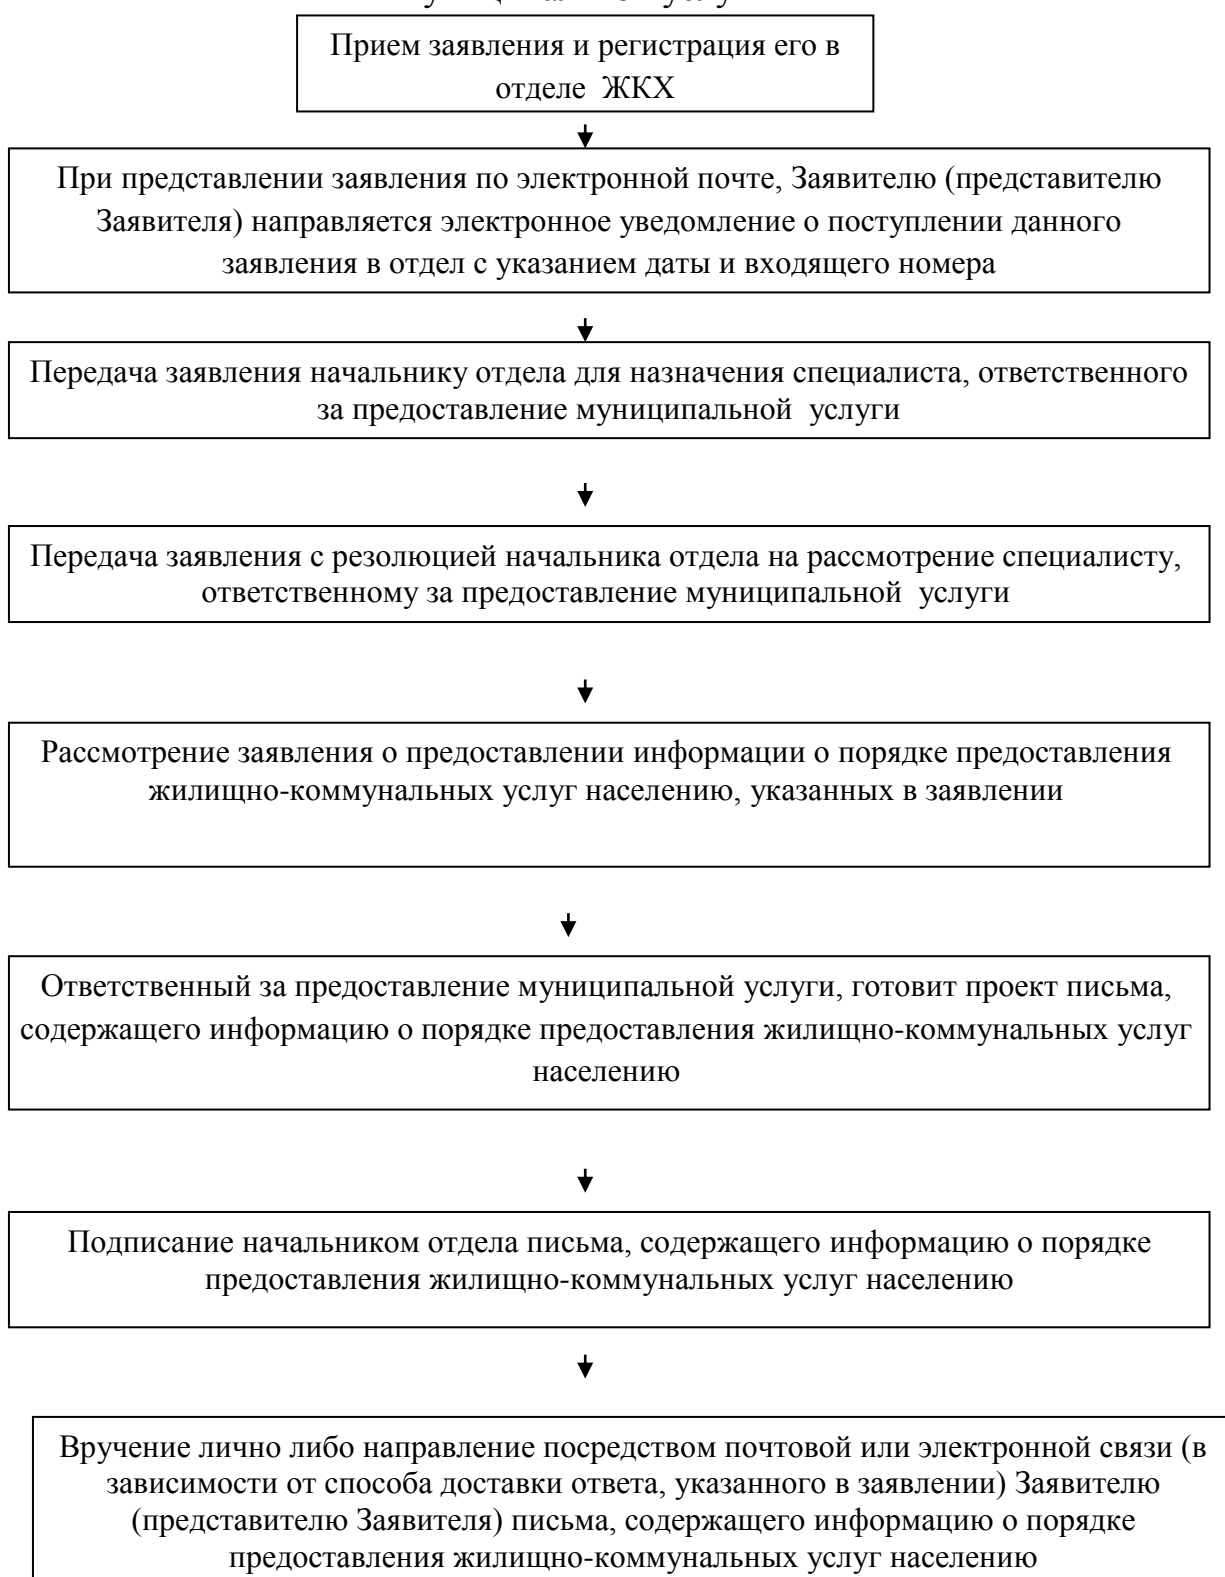 Прием заявления и регистрация его в
отделе ЖКХ
При представлении заявления по электронной почте, Заявителю (представителю
Заявителя) направляется электронное уведомление о поступлении данного
заявления в отдел с указанием даты и входящего номера
Передача заявления начальнику отдела для назначения специалиста, ответственного
за предоставление муниципальной услуги
Передача заявления с резолюцией начальника отдела на рассмотрение специалисту,
ответственному за предоставление муниципальной услуги
Рассмотрение заявления о предоставлении информации о порядке предоставления
жилищно-коммунальных услуг населению, указанных в заявлении
Ответственный за предоставление муниципальной услуги, готовит проект письма,
содержащего информацию о порядке предоставления жилищно-коммунальных услуг
населению
Подписание начальником отдела письма, содержащего информацию о порядке
предоставления жилищно-коммунальных услуг населению
Вручение лично либо направление посредством почтовой или электронной связи (в
зависимости от способа доставки ответа, указанного в заявлении) Заявителю
(представителю Заявителя) письма, содержащего информацию о порядке
предоставления жилищно-коммунальных услуг населению